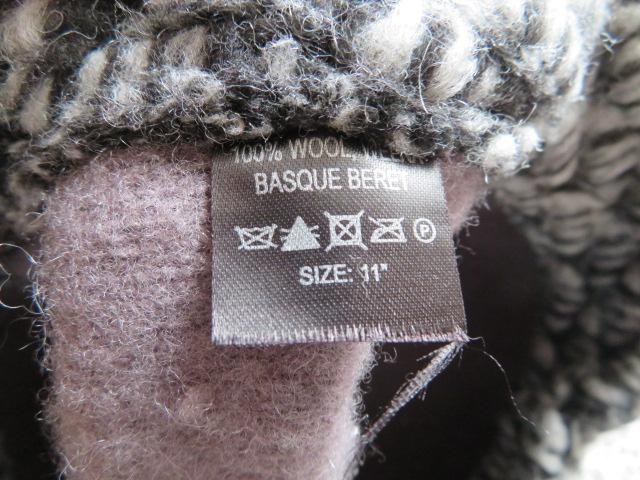 100% WOOL
BASQUE BERET
P
SIZE: 11"